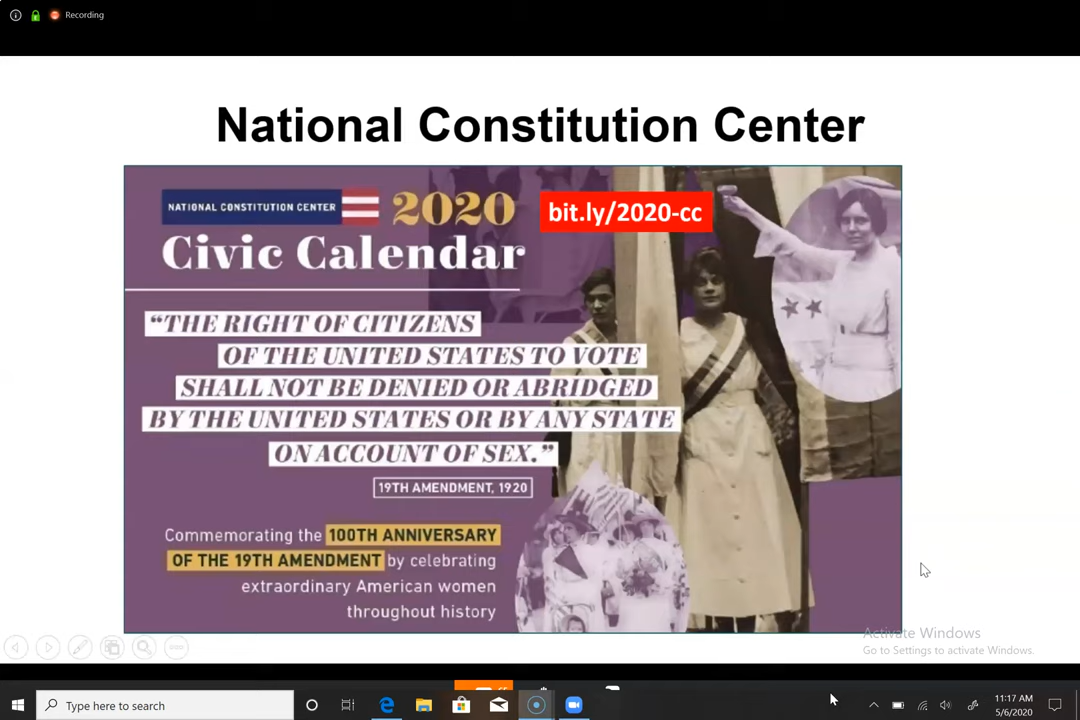 Recording
National Constitution Center
NATIONAL CONSTITUTION CENTER
2020
bit.ly/2020-cc
Civic Calendar
“THE RIGHT OF CITIZENS
OF THE UNITED STATES TO VOTE
SHALL NOT BE DENIED OR ABRIDGED
BY THE UNITED STATES OR BY ANY STATE
ON ACCOUNT OF SEX.”
19TH AMENDMENT, 1920
Commemorating the 100TH ANNIVERSARY
OF THE 19TH AMENDMENT by celebrating
extraordinary American women
throughout history
Activate Windows
Go to Settings to activate Windows.
Type here to search
11:17 AM
5/6/2020